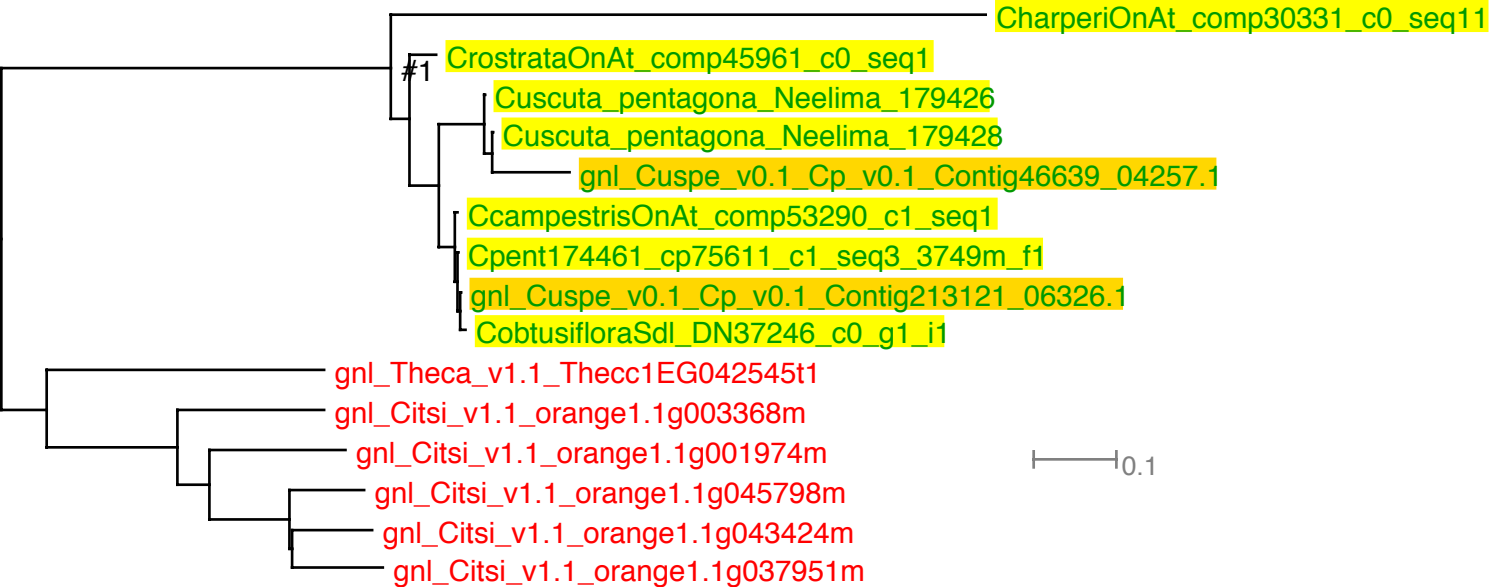 CharperiOnAt_comp30331_c0_seq11
CrostrataOnAt_comp45961_c0_seq1
#1
Cuscuta_pentagona_Neelima_179426
Cuscuta_pentagona_Neelima_179428
gnl_Cuspe_v0.1_Cp_v0.1_Contig46639_04257.1
CcampestrisOnAt_comp53290_c1_seq1
Cpent174461_cp75611_c1_seq3_3749m_f1
gnl_Cuspe_v0.1_Cp_v0.1_Contig213121_06326.1
CobtusifloraSdl_DN37246_c0_g1_i1
gnl_Theca_v1.1_Thecc1EG042545t1
gnl_Citsi_v1.1_orange1.1g003368m
gnl_Citsi_v1.1_orange1.1g001974m
0.1
gnl_Citsi_v1.1_orange1.1g045798m
gnl_Citsi_v1.1_orange1.1g043424m
gnl_Citsi_v1.1_orange1.1g037951m